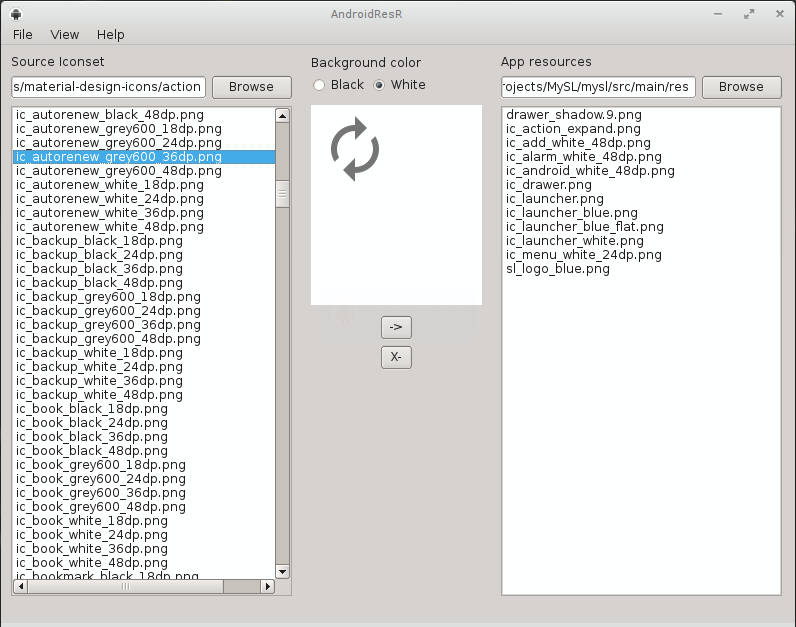 AndroidResR
File View Help
Source Iconset
s/material-design-icons/action Browse
ic_autorenew_black_48dp.png
ic_autorenew_grey600_18dp.png
ic_autorenew_grey600_24dp.png
ic_autorenew_grey600_36dp.png
ic_autorenew_grey600_48dp.png
ic_autorenew_white_18dp.png
ic_autorenew_white_24dp.png
ic_autorenew_white_36dp.png
ic_autorenew_white_48dp.png
ic_backup_black_18dp.png
ic_backup_black_24dp.png
ic_backup_black_36dp.png
ic_backup_black_48dp.png
ic_backup_grey600_18dp.png
ic_backup_grey600_24dp.png
ic_backup_grey600_36dp.png
ic_backup_grey600_48dp.png
ic_backup_white_18dp.png
ic_backup_white_24dp.png
ic_backup_white_36dp.png
ic_backup_white_48dp.png
ic_book_black_18dp.png
ic_book_black_24dp.png
ic_book_black_36dp.png
ic_book_black_48dp.png
ic_book_grey600_18dp.png
ic_book_grey600_24dp.png
ic_book_grey600_36dp.png
ic_book_grey600_48dp.png
ic_book_white_18dp.png
ic_book_white_24dp.png
ic_book_white_36dp.png
ic_book_white_48dp.png
ic_bookmark_black_18dp.png
Background color
Black White
->
X-
App resources
rojects/MySL/mysl/src/main/res Browse
drawer_shadow.9.png
ic_action_expand.png
ic_add_white_48dp.png
ic_alarm_white_48dp.png
ic_android_white_48dp.png
ic_drawer.png
ic_launcher.png
ic_launcher_blue.png
ic_launcher_blue_flat.png
ic_launcher_white.png
ic_menu_white_24dp.png
sl_logo_blue.png